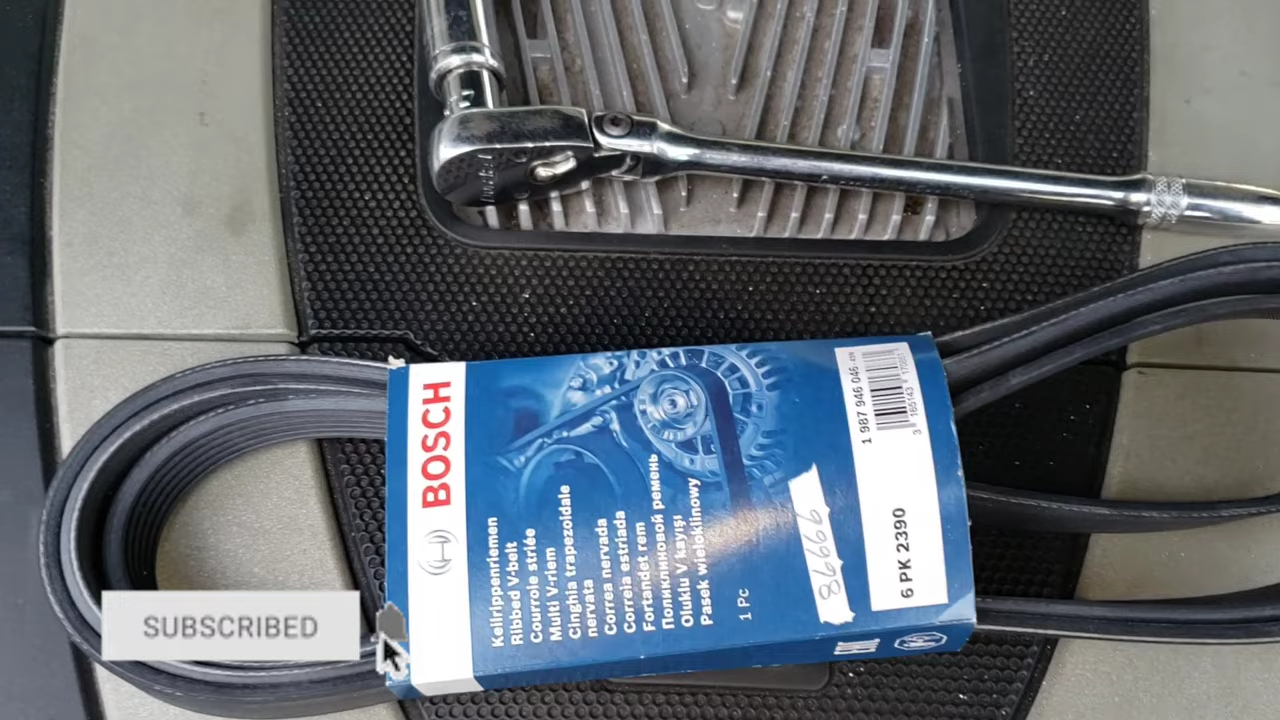 BOSCH
Keilrippenriemen
Ribbed V-belt
Courroie striée
Multi V-riem
Cinghia trapezoidale
nervata
Correa nervada
Correia estriada
Fortandet rem
Поликлиновой ремень
Oluklu V kayışı
Pasek wieloklinowy
1 Pc
86666
1 987 946 046
6 PK 2390
EAC
SUBSCRIBED